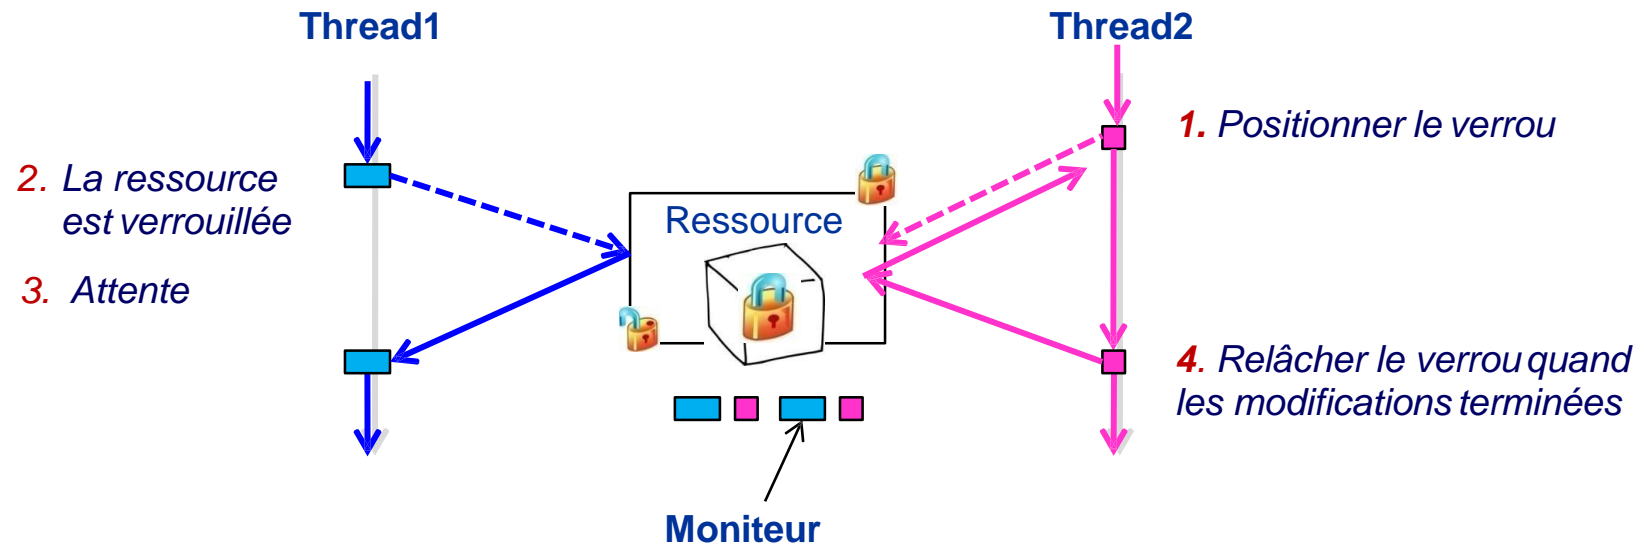 Thread1
Thread2
1. Positionner le verrou
2. La ressource
est verrouillée
Ressource
3. Attente
4. Relâcher le verrou quand
les modifications terminées
Moniteur